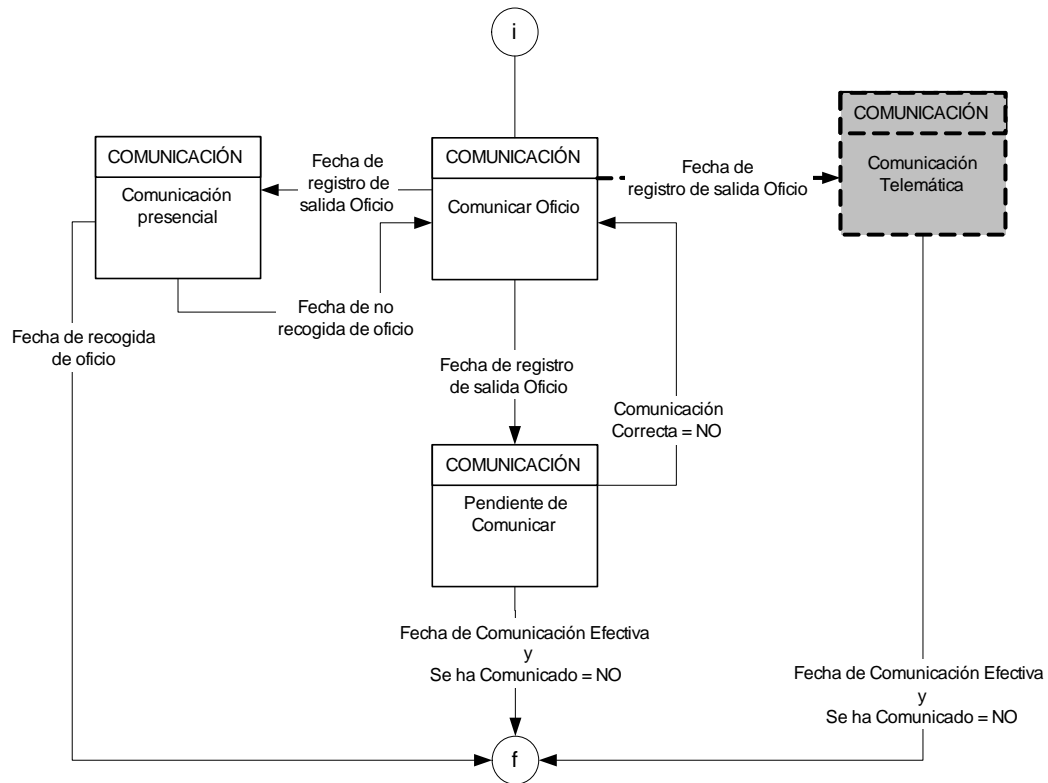 i
COMUNICACIÓN
Comunicación
Telemática
COMUNICACIÓN
Comunicación
presencial
Fecha de
registro de
salida Oficio
COMUNICACIÓN
Comunicar Oficio
Fecha de
registro de salida Oficio
Fecha de no
recogida de oficio
Fecha de recogida
de oficio
Fecha de registro
de salida Oficio
Comunicación
Correcta = NO
COMUNICACIÓN
Pendiente de
Comunicar
Fecha de Comunicación Efectiva
y
Se ha Comunicado = NO
Fecha de Comunicación Efectiva
y
Se ha Comunicado = NO
f